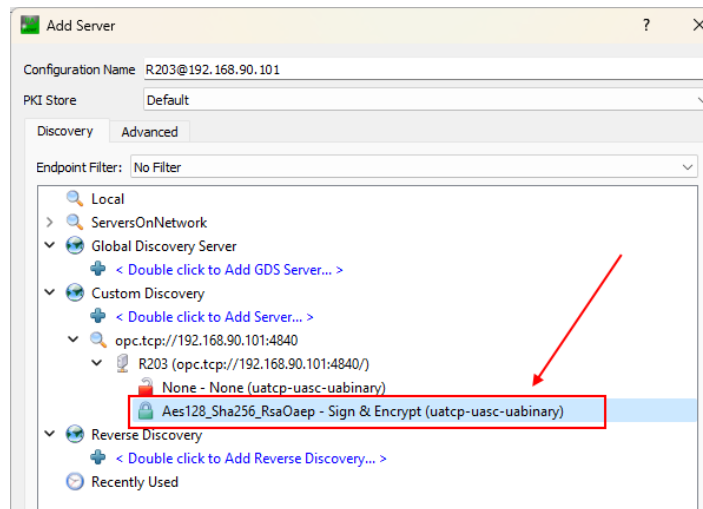 Add Server
Configuration Name R203@192.168.90.101
PKI Store Default
Discovery Advanced
Endpoint Filter: No Filter
Local
ServersOnNetwork
Global Discovery Server
< Double click to Add GDS Server... >
Custom Discovery
< Double click to Add Server... >
opc.tcp://192.168.90.101:4840
R203 (opc.tcp://192.168.90.101:4840/)
None - None (uatcp-uasc-uabinary)
Aes128_Sha256_RsaOaep - Sign & Encrypt (uatcp-uasc-uabinary)
Reverse Discovery
< Double click to Add Reverse Discovery... >
Recently Used